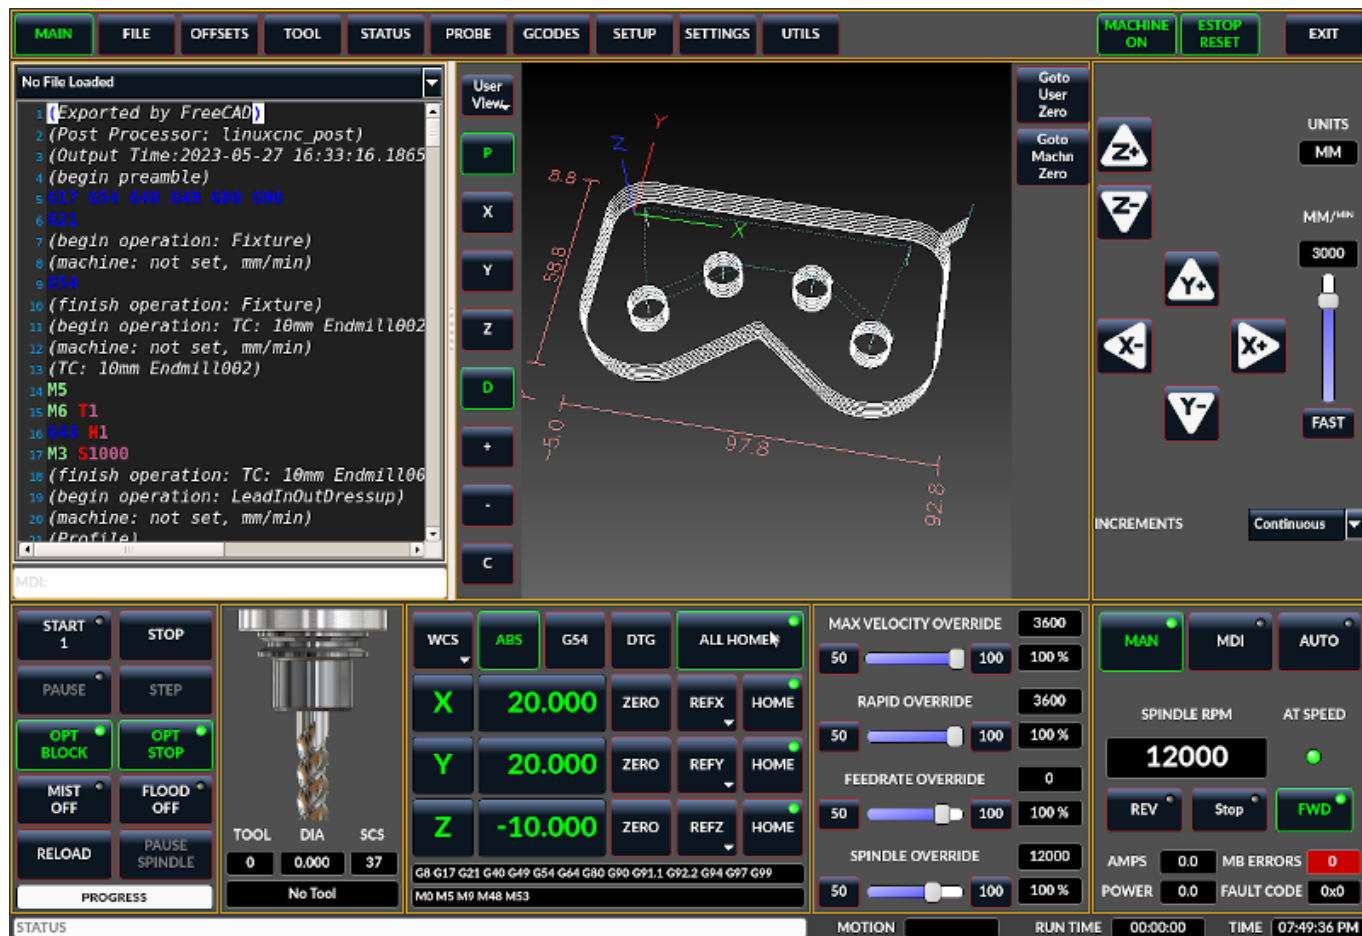 MAIN FILE OFFSETS TOOL STATUS PROBE GCODES SETUP SETTINGS UTILS MACHINE ON ESTOP RESET EXIT
No File Loaded
1 (Exported by FreeCAD)
2 (Post Processor: linuxcnc_post)
3 (Output Time:2023-05-27 16:33:16.1865
4 (begin preamble)
5 G17 G54 G40 G49 G80 G90
6 G21
7 (begin operation: Fixture)
8 (machine: not set, mm/min)
9 G54
10 (finish operation: Fixture)
11 (begin operation: TC: 10mm Endmill002
12 (machine: not set, mm/min)
13 (TC: 10mm Endmill002)
14 M5
15 M6 T1
16 G43 H1
17 M3 S1000
18 (finish operation: TC: 10mm Endmill00
19 (begin operation: LeadInOutDressup)
20 (machine: not set, mm/min)
21 (Profile)
MDI:
User
View
P
X
Y
Z
D
+
-
C
Y
Z
X
8.8
58.8
-5.0
97.8
92.8
Goto
User
Zero
Goto
Machn
Zero
Z+
Z-
Y+
X- X+
Y-
UNITS
MM
MM/MIN
3000
FAST
INCREMENTS Continuous
START
1
STOP
PAUSE STEP
OPT
BLOCK
OPT
STOP
MIST
OFF
FLOOD
OFF
RELOAD
PAUSE
SPINDLE
PROGRESS
TOOL DIA SCS
0 0.000 37
No Tool
WCS ABS G54 DTG ALL HOMED
X 20.000 ZERO REFX HOME
Y 20.000 ZERO REFY HOME
Z -10.000 ZERO REFZ HOME
G8 G17 G21 G40 G49 G54 G64 G80 G90 G91.1 G92.2 G94 G97 G99
M0 M5 M9 M48 M53
MAX VELOCITY OVERRIDE 3600
50 100 100 %
RAPID OVERRIDE 3600
50 100 100 %
FEEDRATE OVERRIDE 0
50 100 100 %
SPINDLE OVERRIDE 12000
50 100 100 %
MAN MDI AUTO
SPINDLE RPM AT SPEED
12000
REV Stop FWD
AMPS 0.0 MB ERRORS 0
POWER 0.0 FAULT CODE 0x0
STATUS MOTION RUN TIME 00:00:00 TIME 07:49:36 PM